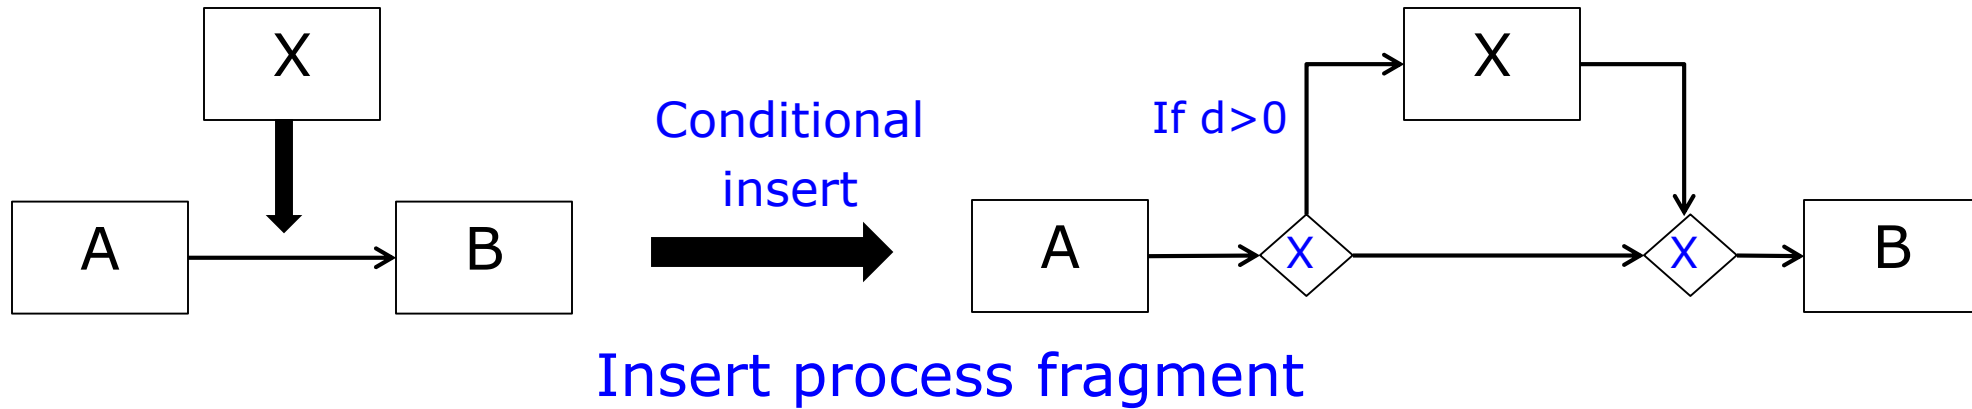 X
A
B
Conditional
insert
If d>0
X
A
X
X
B
Insert process fragment